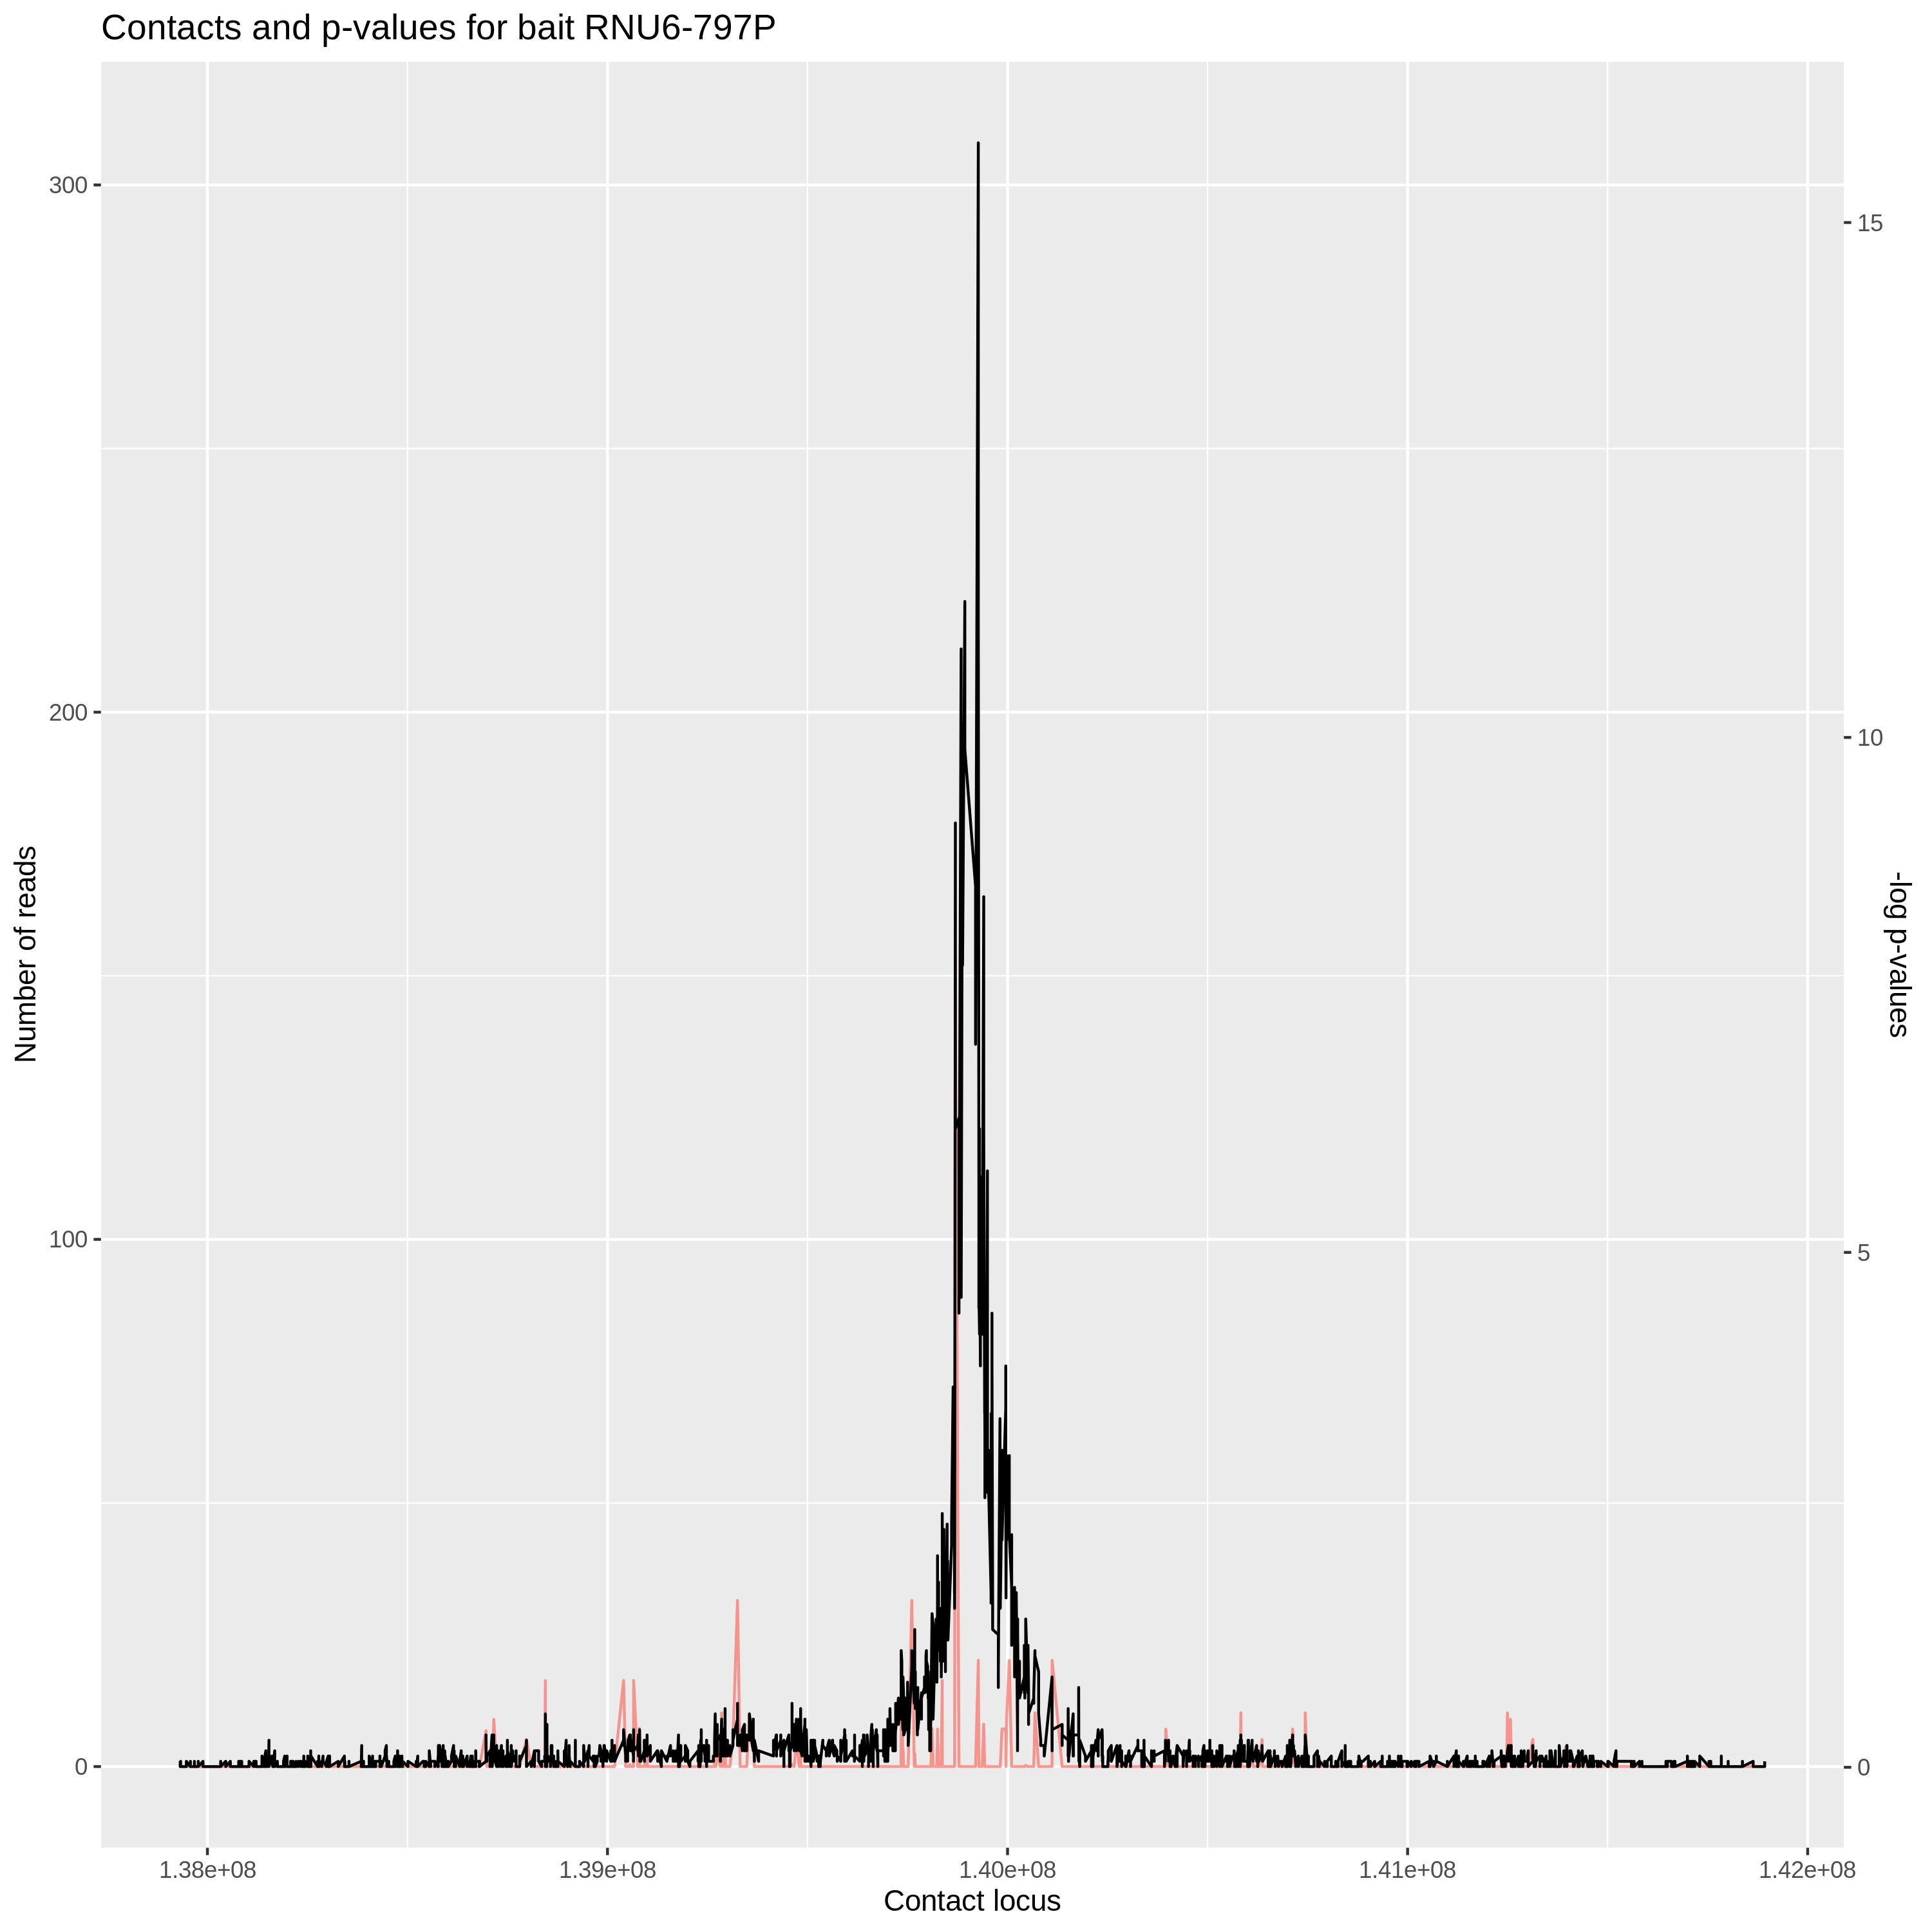 Contacts and p-values for bait RNU6-797P
300
200
100
0
15
10
5
0
Number of reads
-log p-values
1.38e+08 1.39e+08 1.40e+08 1.41e+08 1.42e+08
Contact locus